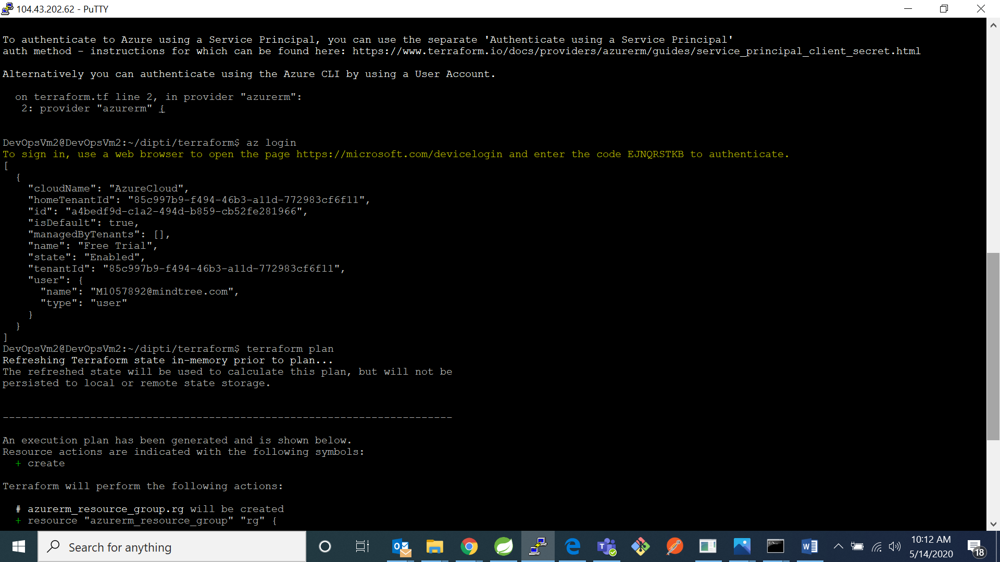 104.43.202.62 - PuTTY
To authenticate to Azure using a Service Principal, you can use the separate 'Authenticate using a Service Principal'
auth method - instructions for which can be found here: https://www.terraform.io/docs/providers/azurerm/guides/service_principal_client_secret.html
Alternatively you can authenticate using the Azure CLI by using a User Account.
on terraform.tf line 2, in provider "azurerm":
2: provider "azurerm" {
DevOpsVm2@DevOpsVm2:~/dipti/terraform$ az login
To sign in, use a web browser to open the page https://microsoft.com/devicelogin and enter the code EJNQRSTKB to authenticate.
[
{
"cloudName": "AzureCloud",
"homeTenantId": "85c997b9-f494-46b3-a11d-772983cf6f11",
"id": "a4bedf9d-c1a2-494d-b859-cb52fe281966",
"isDefault": true,
"managedByTenants": [],
"name": "Free Trial",
"state": "Enabled",
"tenantId": "85c997b9-f494-46b3-a11d-772983cf6f11",
"user": {
"name": "M1057892@mindtree.com",
"type": "user"
}
}
]
DevOpsVm2@DevOpsVm2:~/dipti/terraform$ terraform plan
Refreshing Terraform state in-memory prior to plan...
The refreshed state will be used to calculate this plan, but will not be
persisted to local or remote state storage.
------------------------------------------------------------------------
An execution plan has been generated and is shown below.
Resource actions are indicated with the following symbols:
+ create
Terraform will perform the following actions:
# azurerm_resource_group.rg will be created
+ resource "azurerm_resource_group" "rg" {
Search for anything
10:12 AM
5/14/2020
18